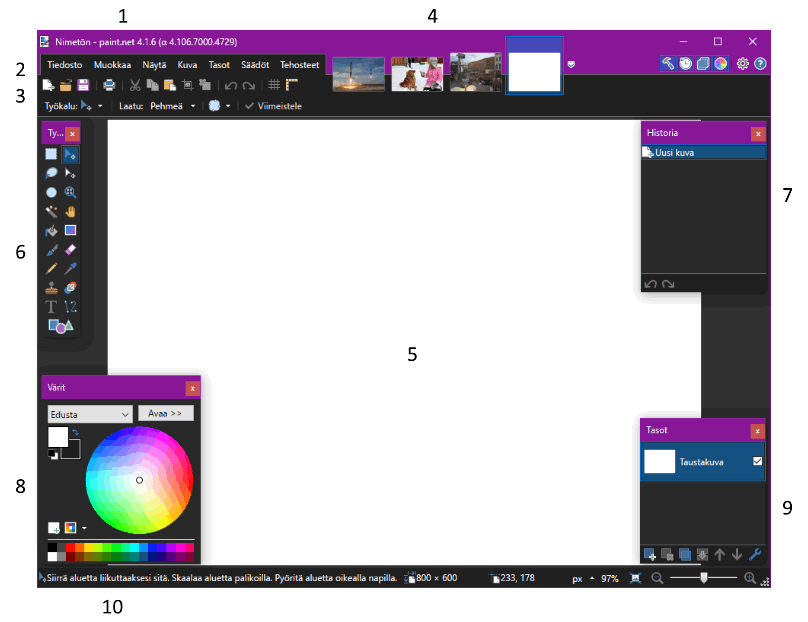 1
4
Nimetön - paint.net 4.1.6 (α 4.106.7000.4729)
2
Tiedosto Muokkaa Näytä Kuva Tasot Säädöt Tehosteet
3
Työkalu: Laatu: Pehmeä Viimeistele
Ty...
Historia
Uusi kuva
7
6
5
Värit
Edusta
Avaa >>
8
Tasot
Taustakuva
9
Siirrä aluetta liikuttaaksesi sitä. Skaalaa aluetta palikoilla. Pyöritä aluetta oikealla napilla. 800 × 600 233, 178 px 97%
10